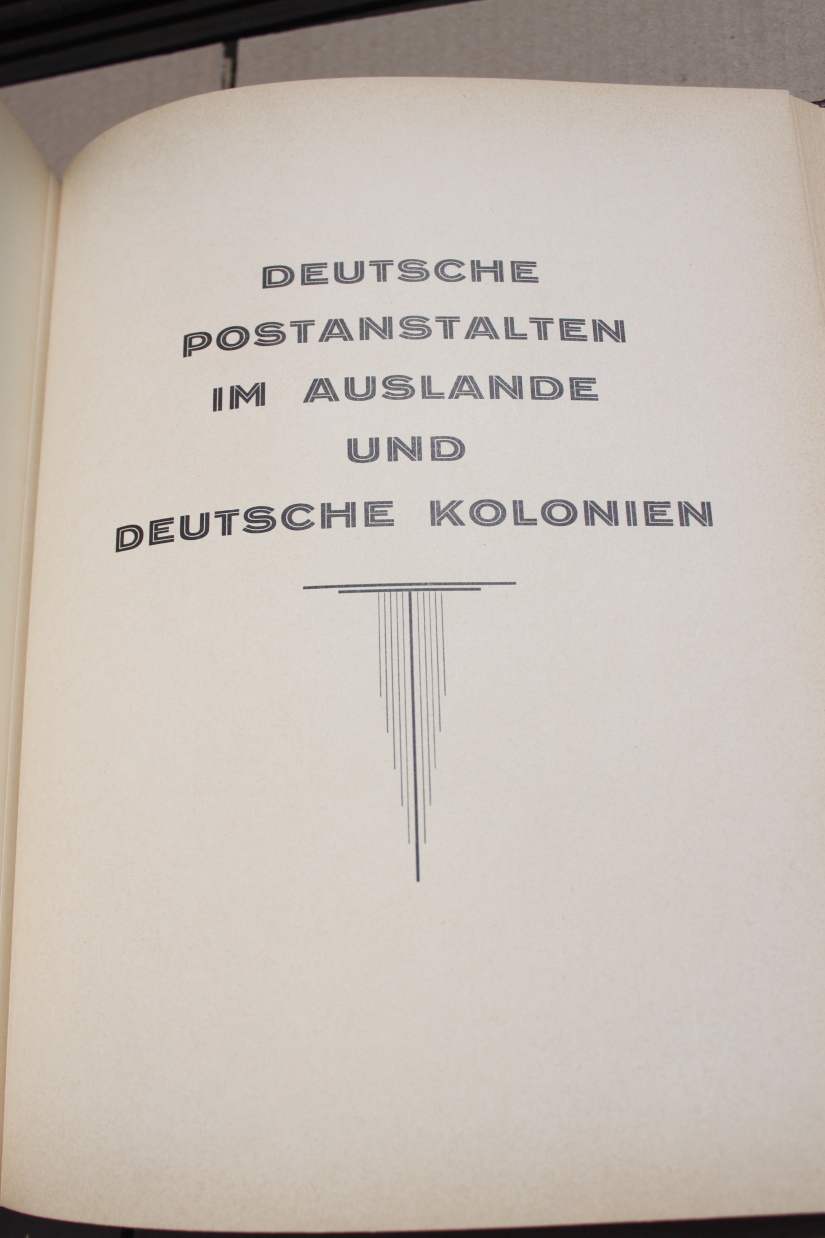 DEUTSCHE
POSTANSTALTEN
IM AUSLANDE
UND
DEUTSCHE KOLONIEN